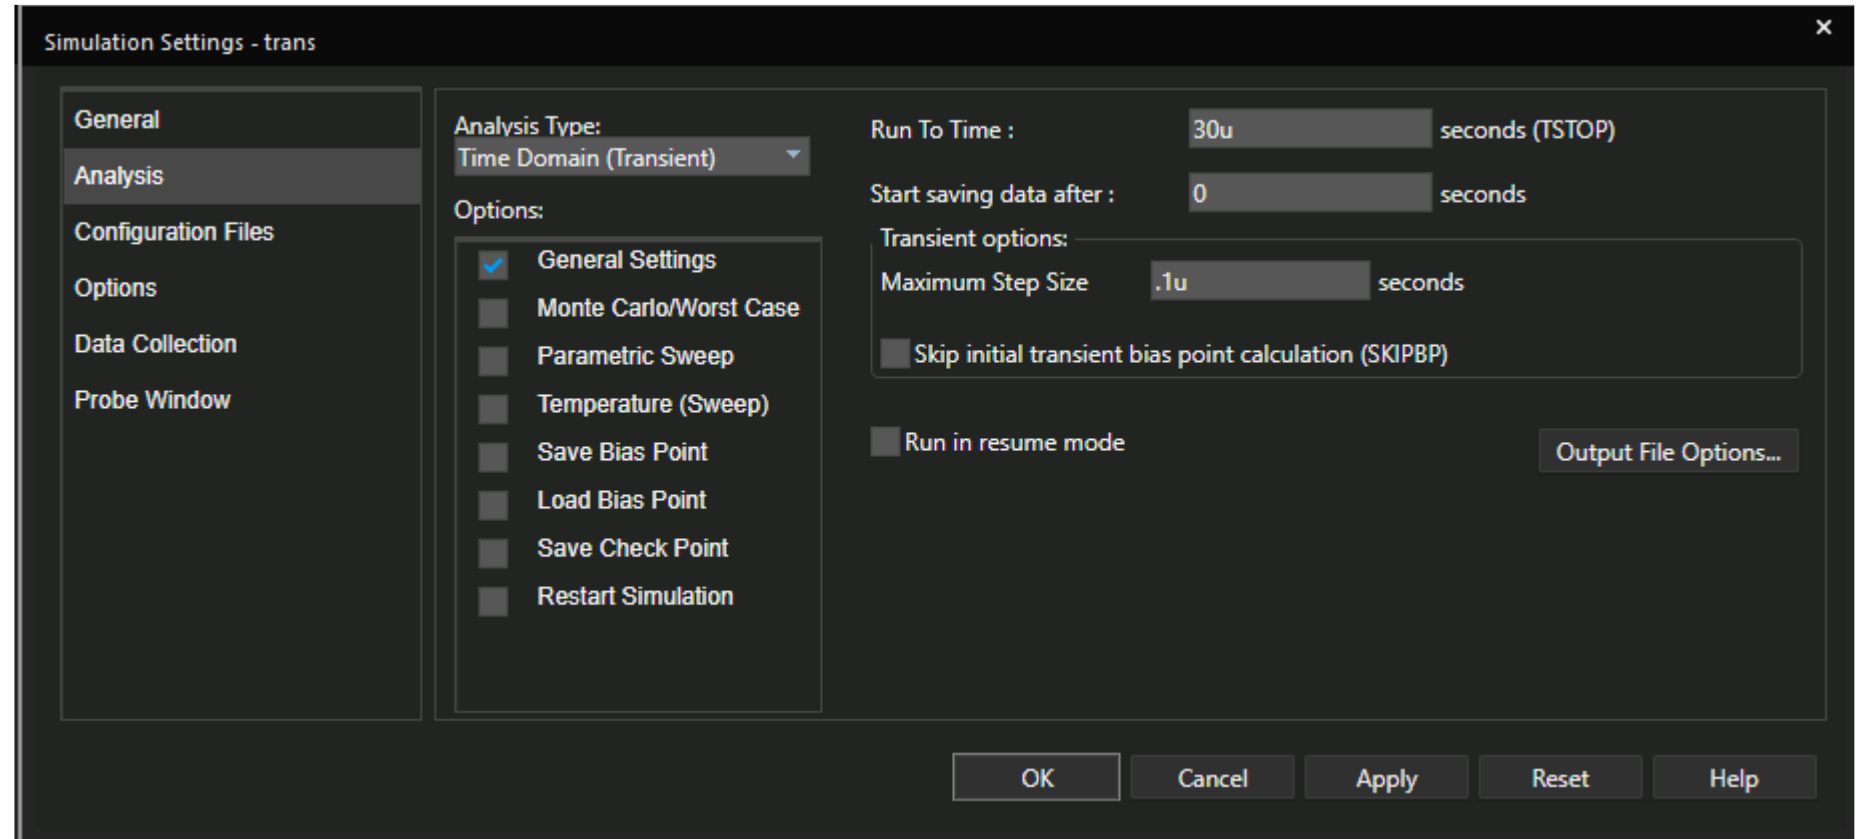 Simulation Settings - trans
×
General
Analysis
Configuration Files
Options
Data Collection
Probe Window
Analysis Type:
Time Domain (Transient)
Options:
General Settings
Monte Carlo/Worst Case
Parametric Sweep
Temperature (Sweep)
Save Bias Point
Load Bias Point
Save Check Point
Restart Simulation
Run To Time : 30u seconds (TSTOP)
Start saving data after : 0 seconds
Transient options:
Maximum Step Size .1u seconds
Skip initial transient bias point calculation (SKIPBP)
Run in resume mode
Output File Options...
OK Cancel Apply Reset Help